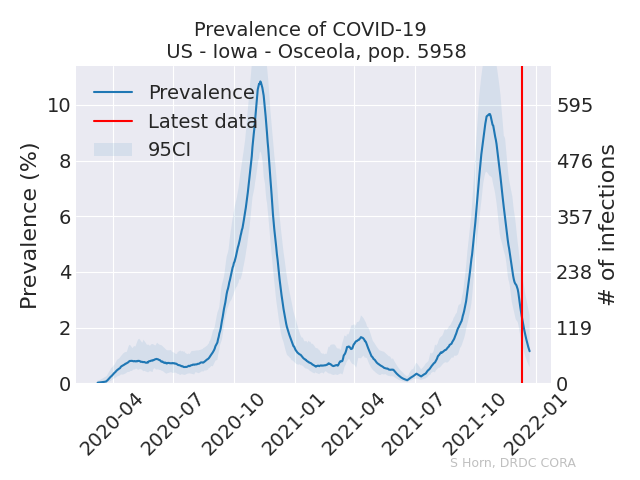 Prevalence of COVID-19
US - Iowa - Osceola, pop. 5958
Prevalence
Latest data
95CI
Prevalence (%)
10
8
6
4
2
0
595
476
357
238
119
0
# of infections
2020-04
2020-07
2020-10
2021-01
2021-04
2021-07
2021-10
2022-01
S Horn, DRDC CORA